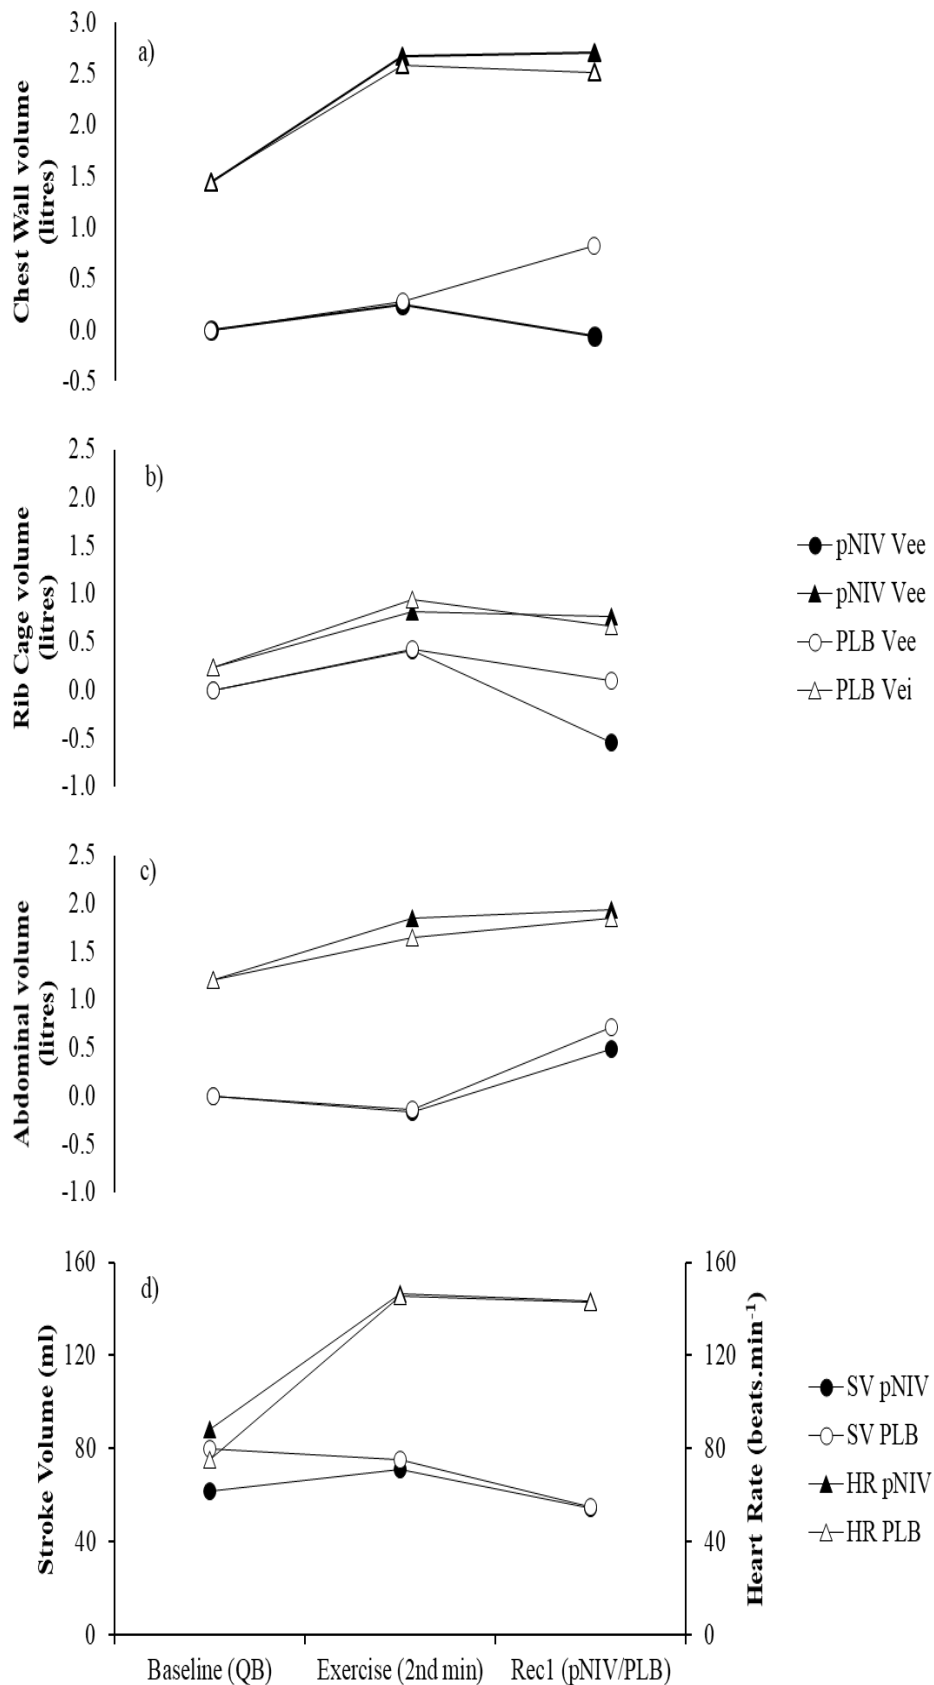 a)
Chest Wall volume
(litres)
3.0
2.5
2.0
1.5
1.0
0.5
0.0
-0.5
b)
Rib Cage volume
(litres)
2.5
2.0
1.5
1.0
0.5
0.0
-0.5
-1.0
pNIV Vee
pNIV Vee
PLB Vee
PLB Vei
c)
Abdominal volume
(litres)
2.5
2.0
1.5
1.0
0.5
0.0
-0.5
-1.0
d)
Stroke Volume (ml)
160
120
80
40
0
160
120
80
40
0
Heart Rate (beats.min⁻¹)
SV pNIV
SV PLB
HR pNIV
HR PLB
Baseline (QB)
Exercise (2nd min)
Rec1 (pNIV/PLB)